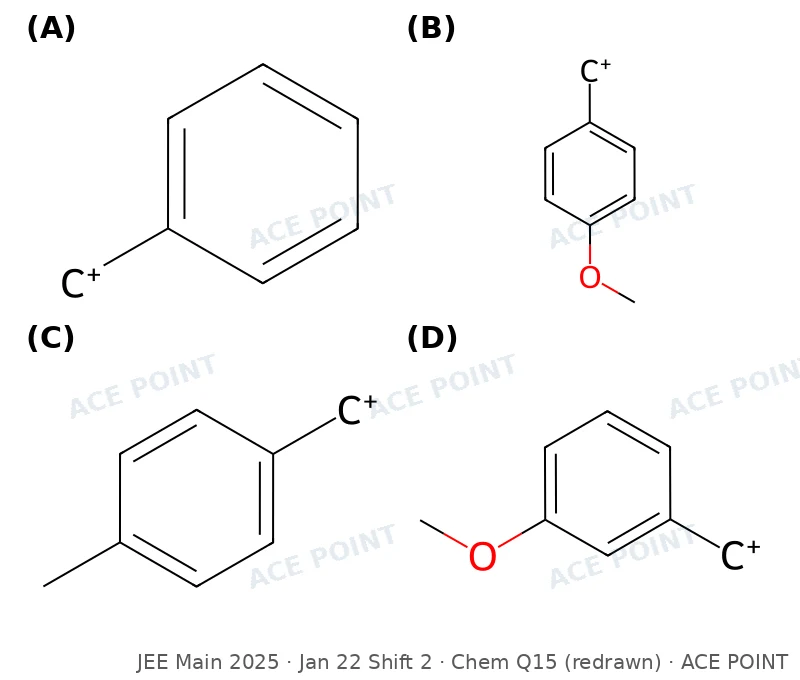 (A)
(B)
C+
ACE POINT
ACE POINT
C+
O
(C)
(D)
ACE POINT
ACE POINT
ACE POINT
C+
O
C+
ACE POINT
ACE POINT
JEE Main 2025 · Jan 22 Shift 2 · Chem Q15 (redrawn) · ACE POINT